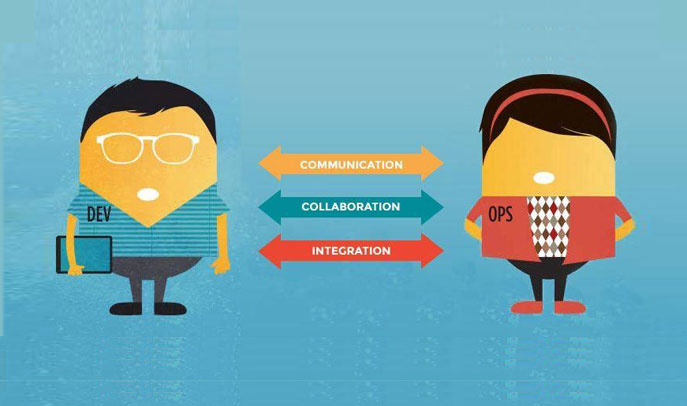 DEV
COMMUNICATION
COLLABORATION
INTEGRATION
OPS